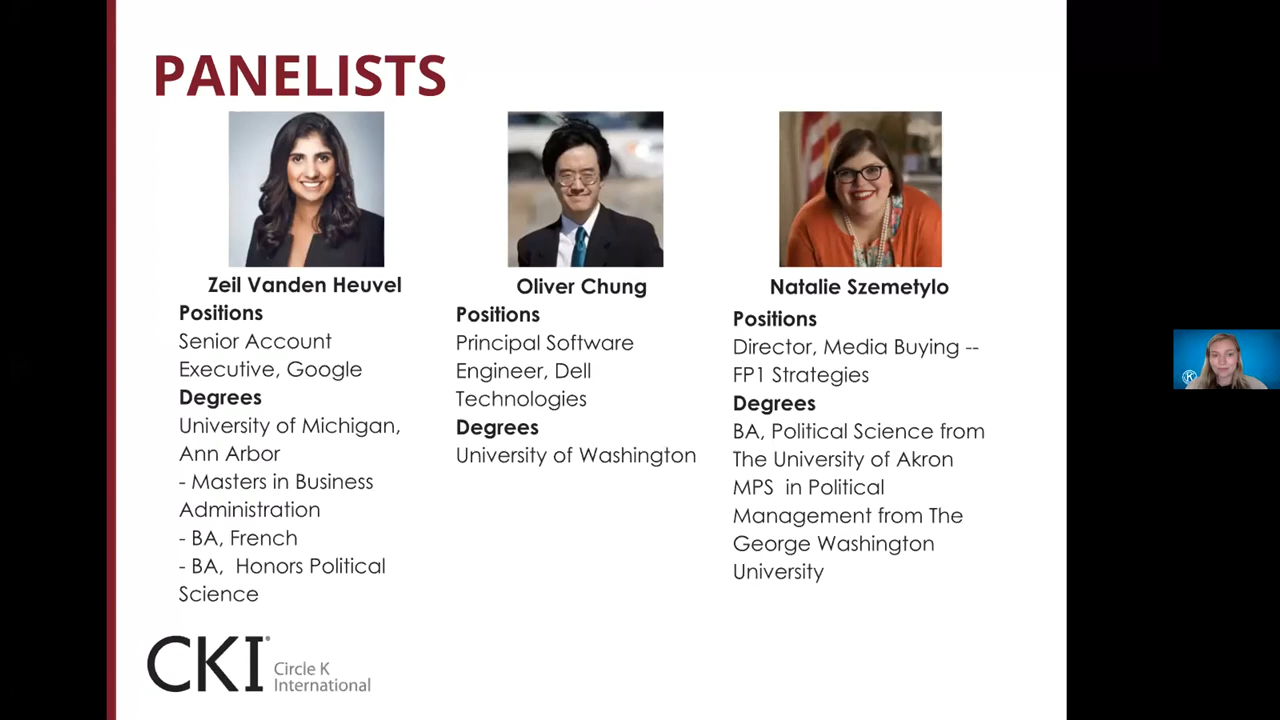 PANELISTS
Zeil Vanden Heuvel
Positions
Senior Account
Executive, Google
Degrees
University of Michigan,
Ann Arbor
- Masters in Business
Administration
- BA, French
- BA,  Honors Political
Science
Oliver Chung
Positions
Principal Software
Engineer, Dell
Technologies
Degrees
University of Washington
Natalie Szemetylo
Positions
Director, Media Buying --
FP1 Strategies
Degrees
BA, Political Science from
The University of Akron
MPS  in Political
Management from The
George Washington
University
CKI
Circle K
International
K